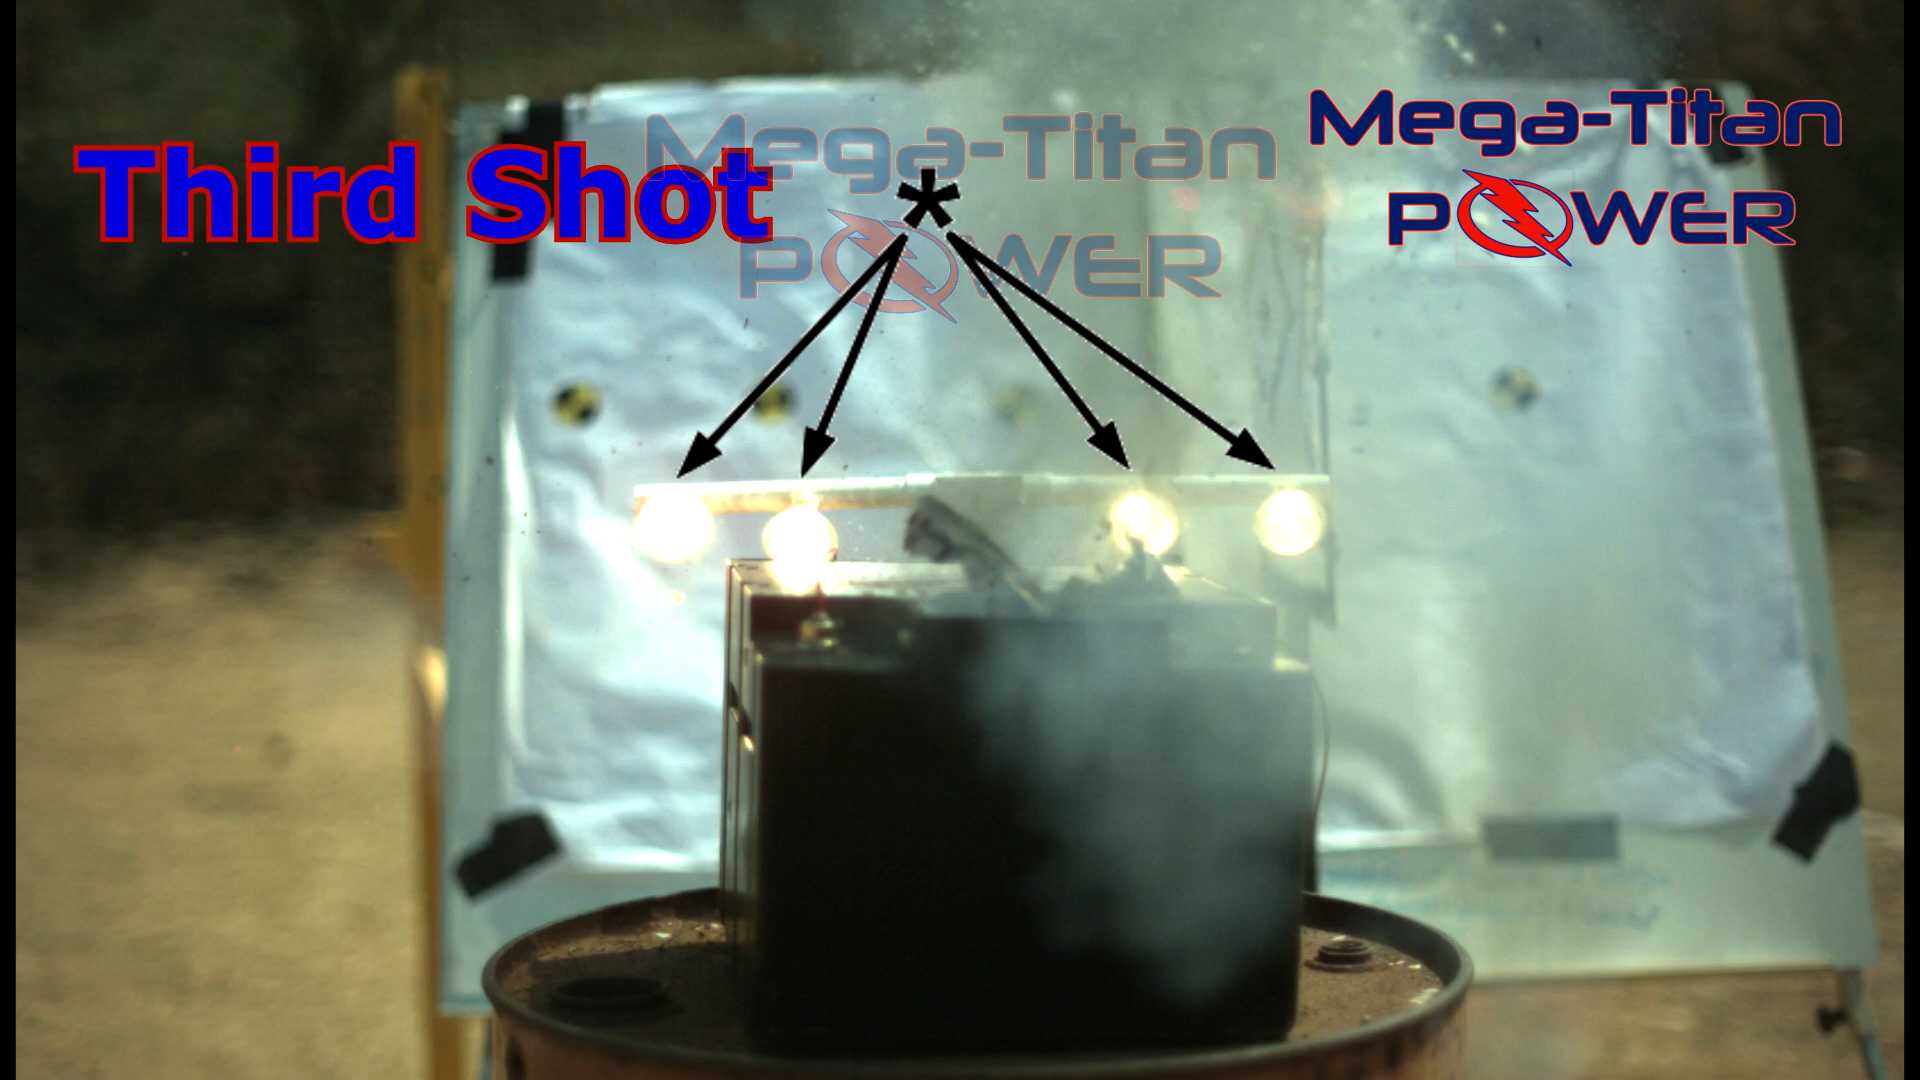 Third Shot
Mega-Titan
POWER
*
Mega-Titan
POWER